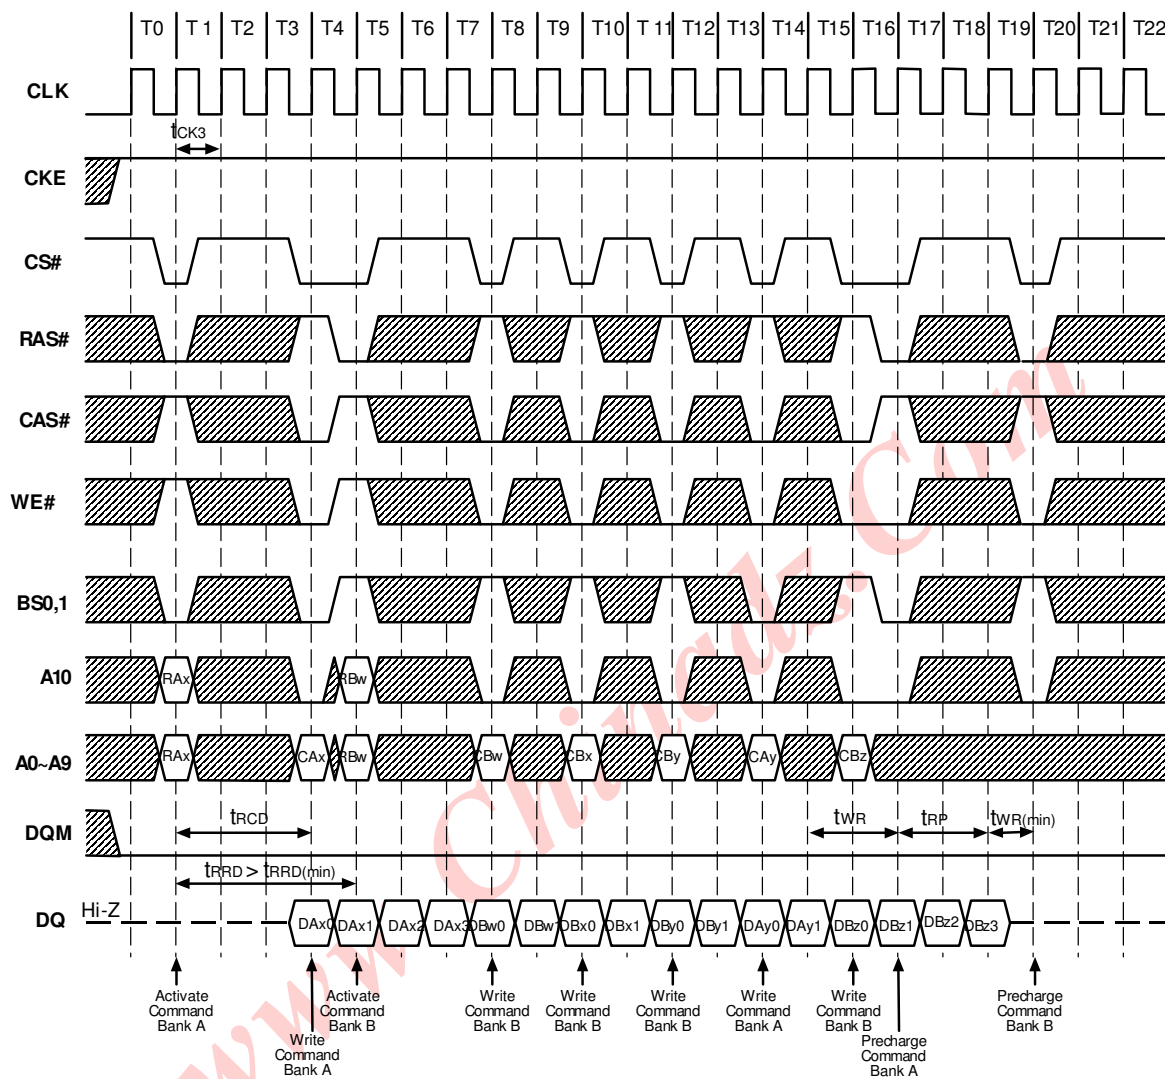 T0 T 1 T2 T3 T4 T5 T6 T7 T8 T9 T10 T 11 T12 T13 T14 T15 T16 T17 T18 T19 T20 T21 T22
CLK
tCK3
CKE
CS#
RAS#
CAS#
WE#
BS0,1
A10
RAx RBw
A0~A9
RAx CAx RBw CBw CBx CBy CAy CBz
DQM
tRCD tWR tRP tWR(min)
tRRD > tRRD(min)
DQ
Hi-Z
DAx0 DAx1 DAx2 DAx3 DBw0 DBw1 DBx0 DBx1 DBy0 DBy1 DAy0 DAy1 DBz0 DBz1 DBz2 DBz3
Activate
Command
Bank A
Write
Command
Bank A
Activate
Command
Bank B
Write
Command
Bank B
Write
Command
Bank B
Write
Command
Bank B
Write
Command
Bank A
Write
Command
Bank B
Precharge
Command
Bank A
Precharge
Command
Bank B
www.Chinadz.Com